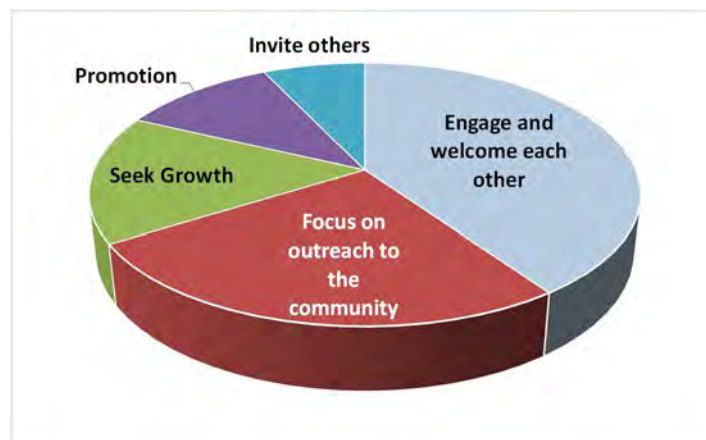 Invite others
Promotion
Engage and
welcome each
other
Seek Growth
Focus on
outreach to
the
community